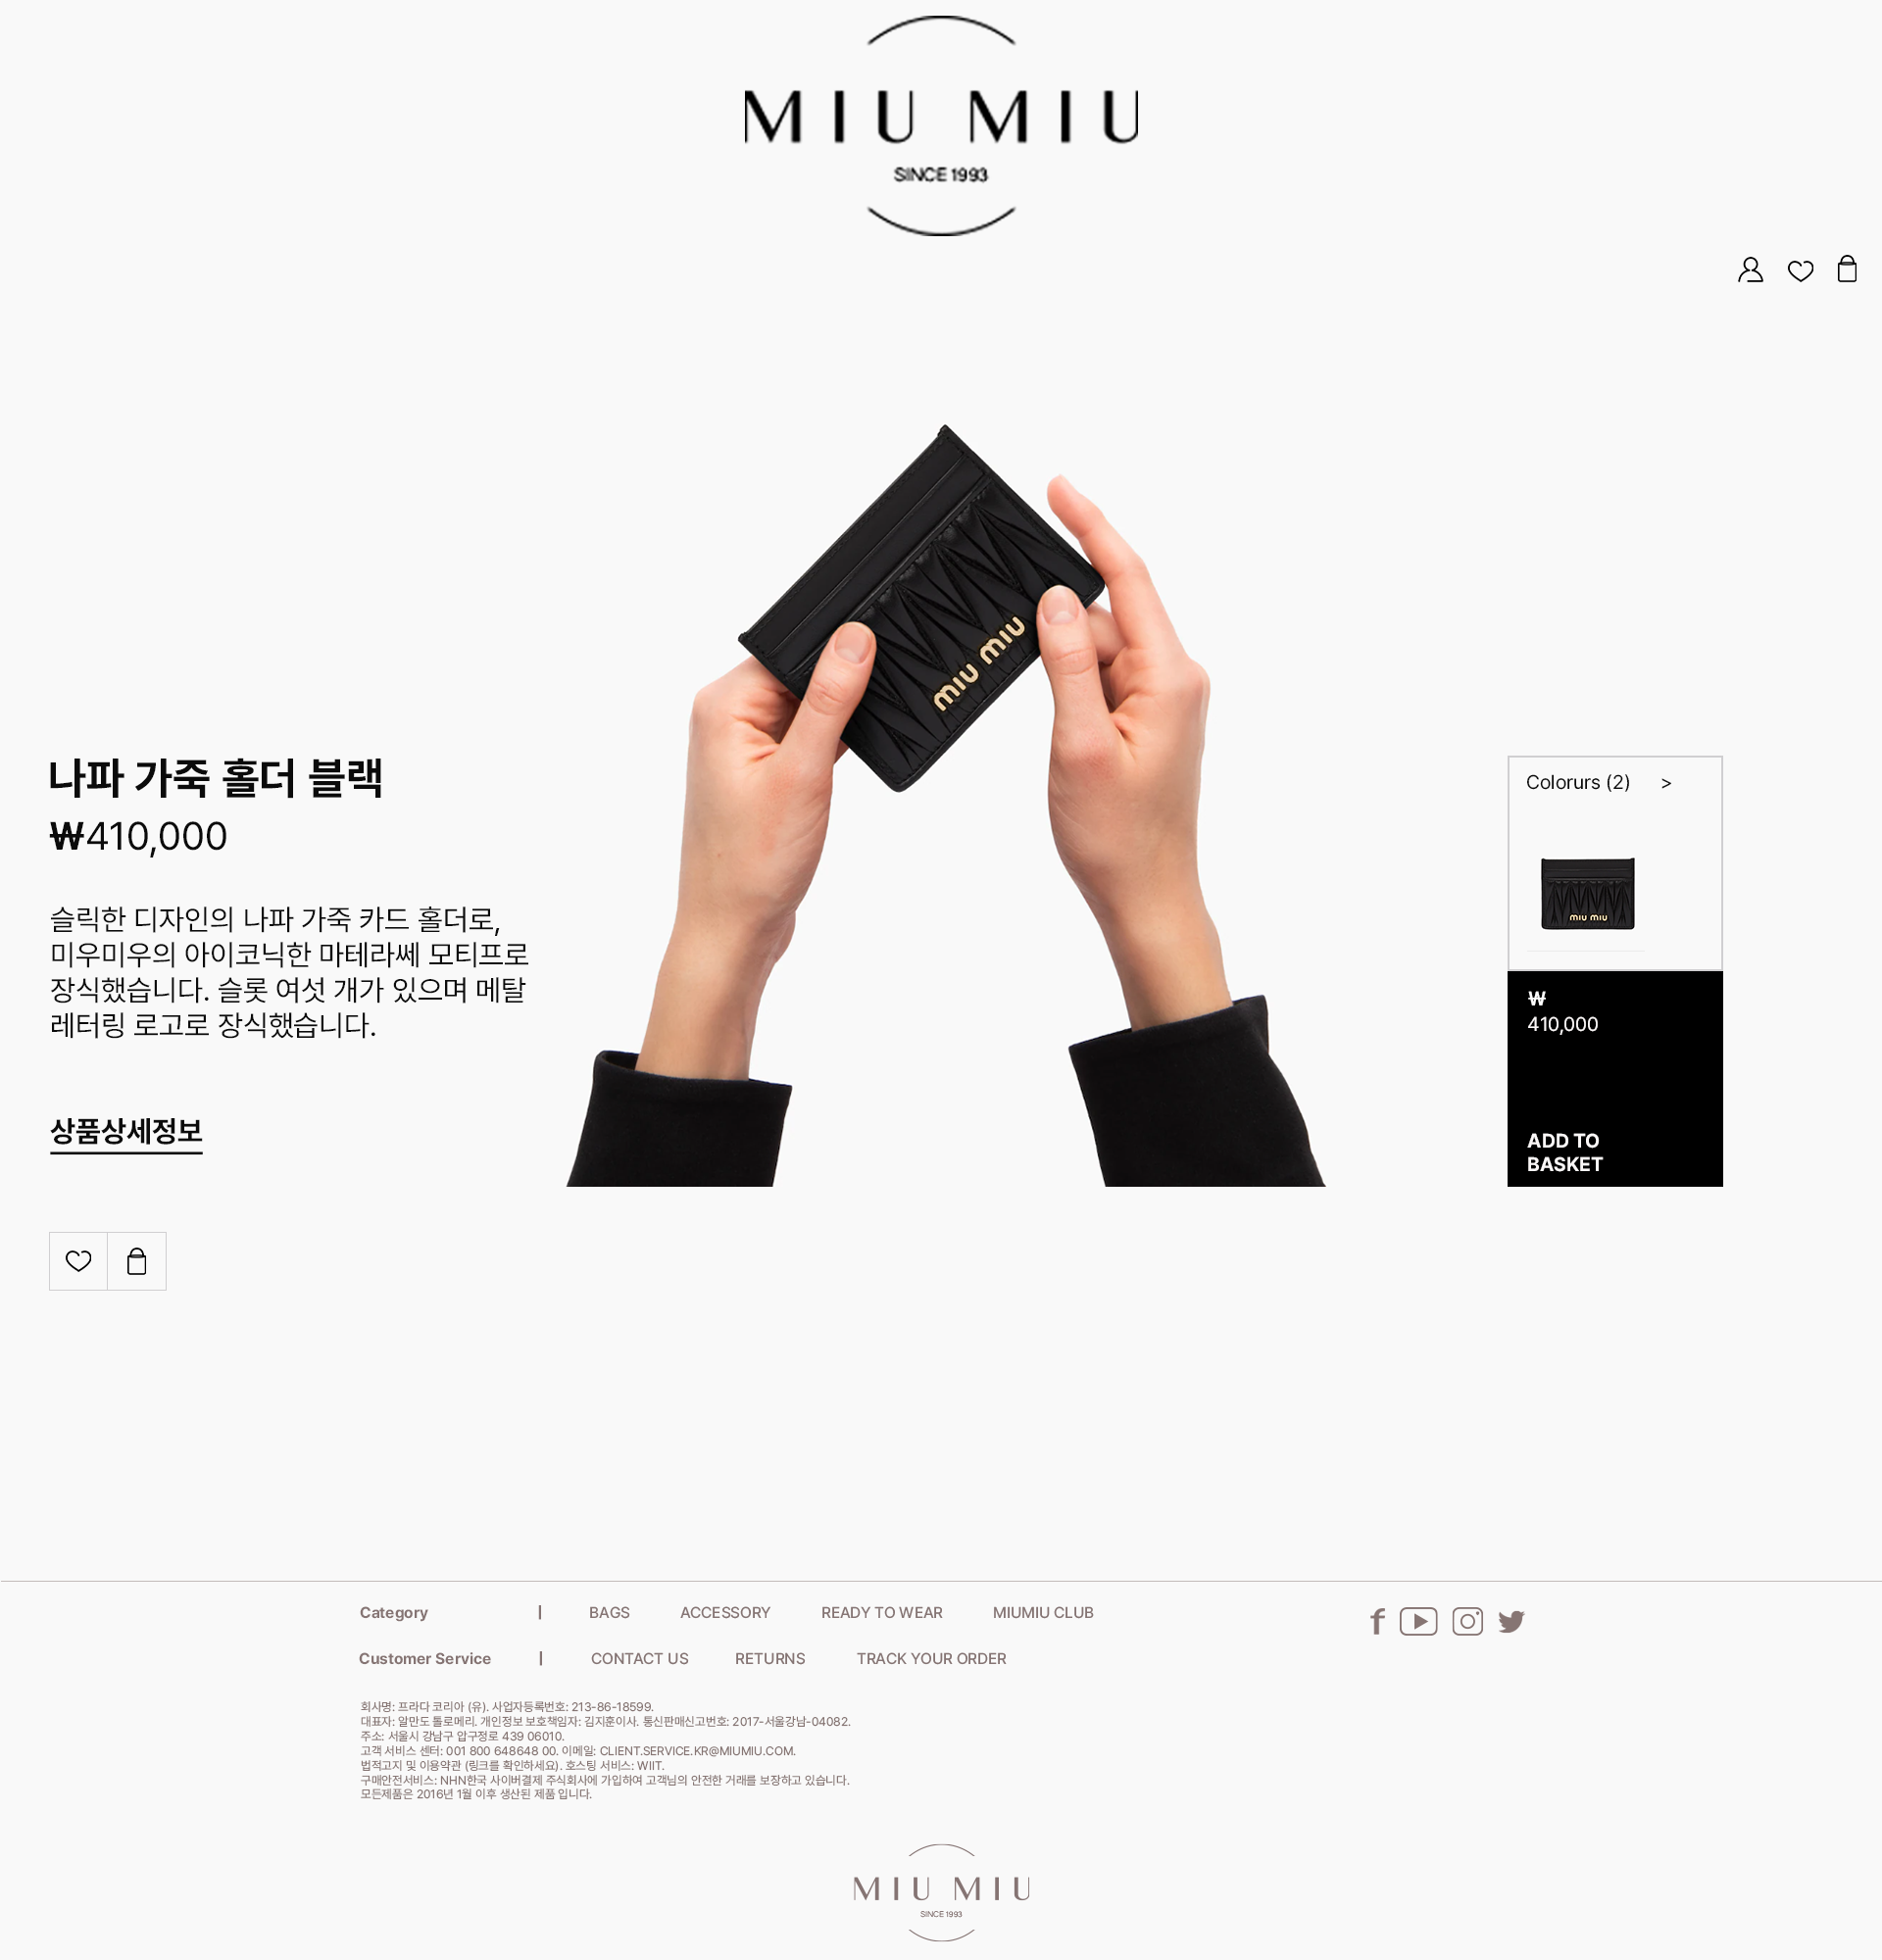 MIU MIU
SINCE 1993
miu miu
나파 가죽 홀더 블랙
₩410,000
슬릭한 디자인의 나파 가죽 카드 홀더로,
미우미우의 아이코닉한 마테라쎄 모티프로
장식했습니다. 슬롯 여섯 개가 있으며 메탈
레터링 로고로 장식했습니다.
상품상세정보
Colorurs (2) >
miu miu
₩
410,000
ADD TO
BASKET
Category | BAGS ACCESSORY READY TO WEAR MIUMIU CLUB
Customer Service | CONTACT US RETURNS TRACK YOUR ORDER
회사명: 프라다 코리아 (유). 사업자등록번호: 213-86-18599.
대표자: 알만도 톨로메리. 개인정보 보호책임자: 김지훈이사. 통신판매신고번호: 2017-서울강남-04082.
주소: 서울시 강남구 압구정로 439 06010.
고객 서비스 센터: 001 800 648648 00. 이메일: CLIENT.SERVICE.KR@MIUMIU.COM.
법적고지 및 이용약관 (링크를 확인하세요). 호스팅 서비스: WIIT.
구매안전서비스: NHN한국 사이버결제 주식회사에 가입하여 고객님의 안전한 거래를 보장하고 있습니다.
모든제품은 2016년 1월 이후 생산된 제품 입니다.
MIU MIU
SINCE 1993